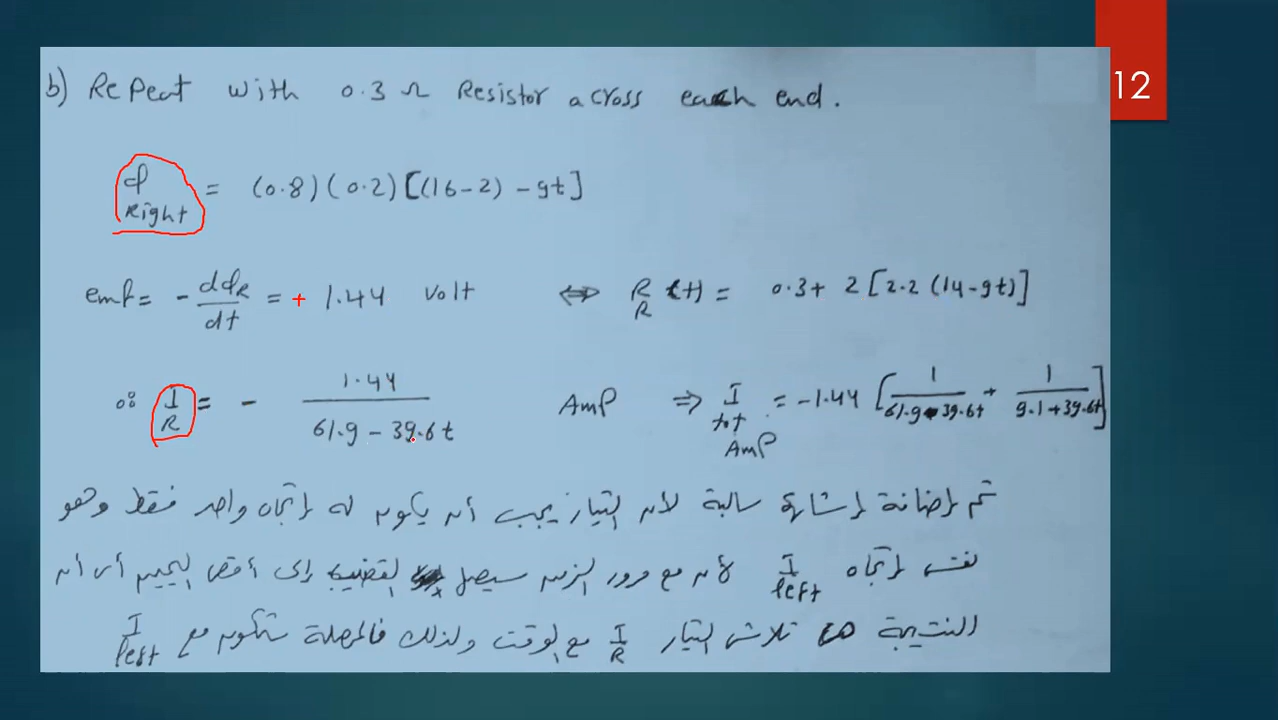 12
b) Repeat with 0.3 Ω Resistor across each end.
ϕ Right = (0.8)(0.2)[(16-2) - 9t]
emf = - dϕR/dt = + 1.44 volt ⇔ R R (t) = 0.3 + 2 [2.2 (14-9t)]
∴ I R = - 1.44 / 61.9 - 39.6t Amp ⇒ I tot = -1.44 [ 1 / 61.9 - 39.6t + 1 / 9.1 + 39.6t ] Amp
تم إضافة إشارة سالبة لأن التيار يجب أن يكون له إتجاه واحد فقط وهو
نفس إتجاه I left لأن مع مرور الزمن سيصل القضيب إلى أقصى اليمين أى أن
النتيجة هى تلاشى التيار I R مع الوقت ولذلك فالمحصلة ستكون مع I left